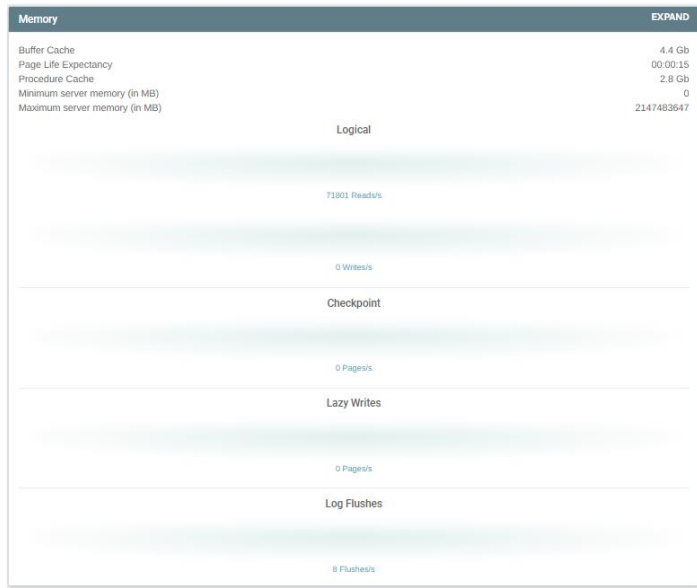 Memory EXPAND
Buffer Cache 4.4 Gb
Page Life Expectancy 00:00:15
Procedure Cache 2.8 Gb
Minimum server memory (in MB) 0
Maximum server memory (in MB) 2147483647
Logical
71801 Reads/s
0 Writes/s
Checkpoint
0 Pages/s
Lazy Writes
0 Pages/s
Log Flushes
8 Flushes/s